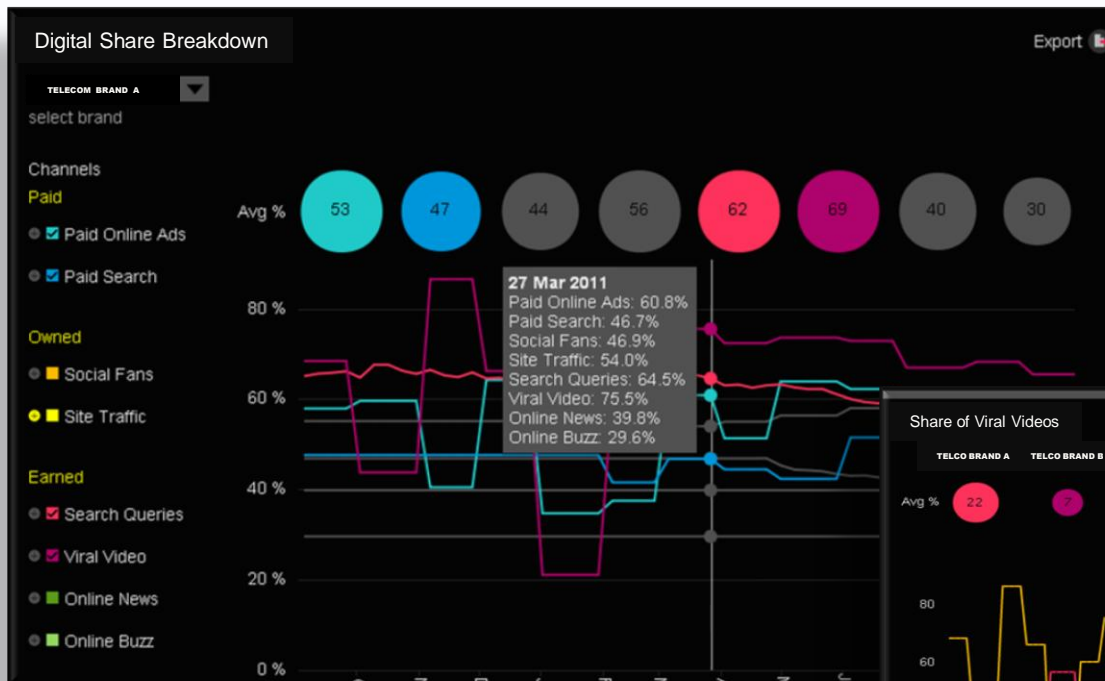 Digital Share Breakdown
Export
TELECOM BRAND A
select brand
Channels
Paid
Paid Online Ads
Paid Search
Owned
Social Fans
Site Traffic
Earned
Search Queries
Viral Video
Online News
Online Buzz
Avg % 53 47 44 56 62 69 40 30
80 %
60 %
40 %
20 %
0 %
27 Mar 2011
Paid Online Ads: 60.8%
Paid Search: 46.7%
Social Fans: 46.9%
Site Traffic: 54.0%
Search Queries: 64.5%
Viral Video: 75.5%
Online News: 39.8%
Online Buzz: 29.6%
Share of Viral Videos
TELCO BRAND A TELCO BRAND B
Avg % 22 7
80
60